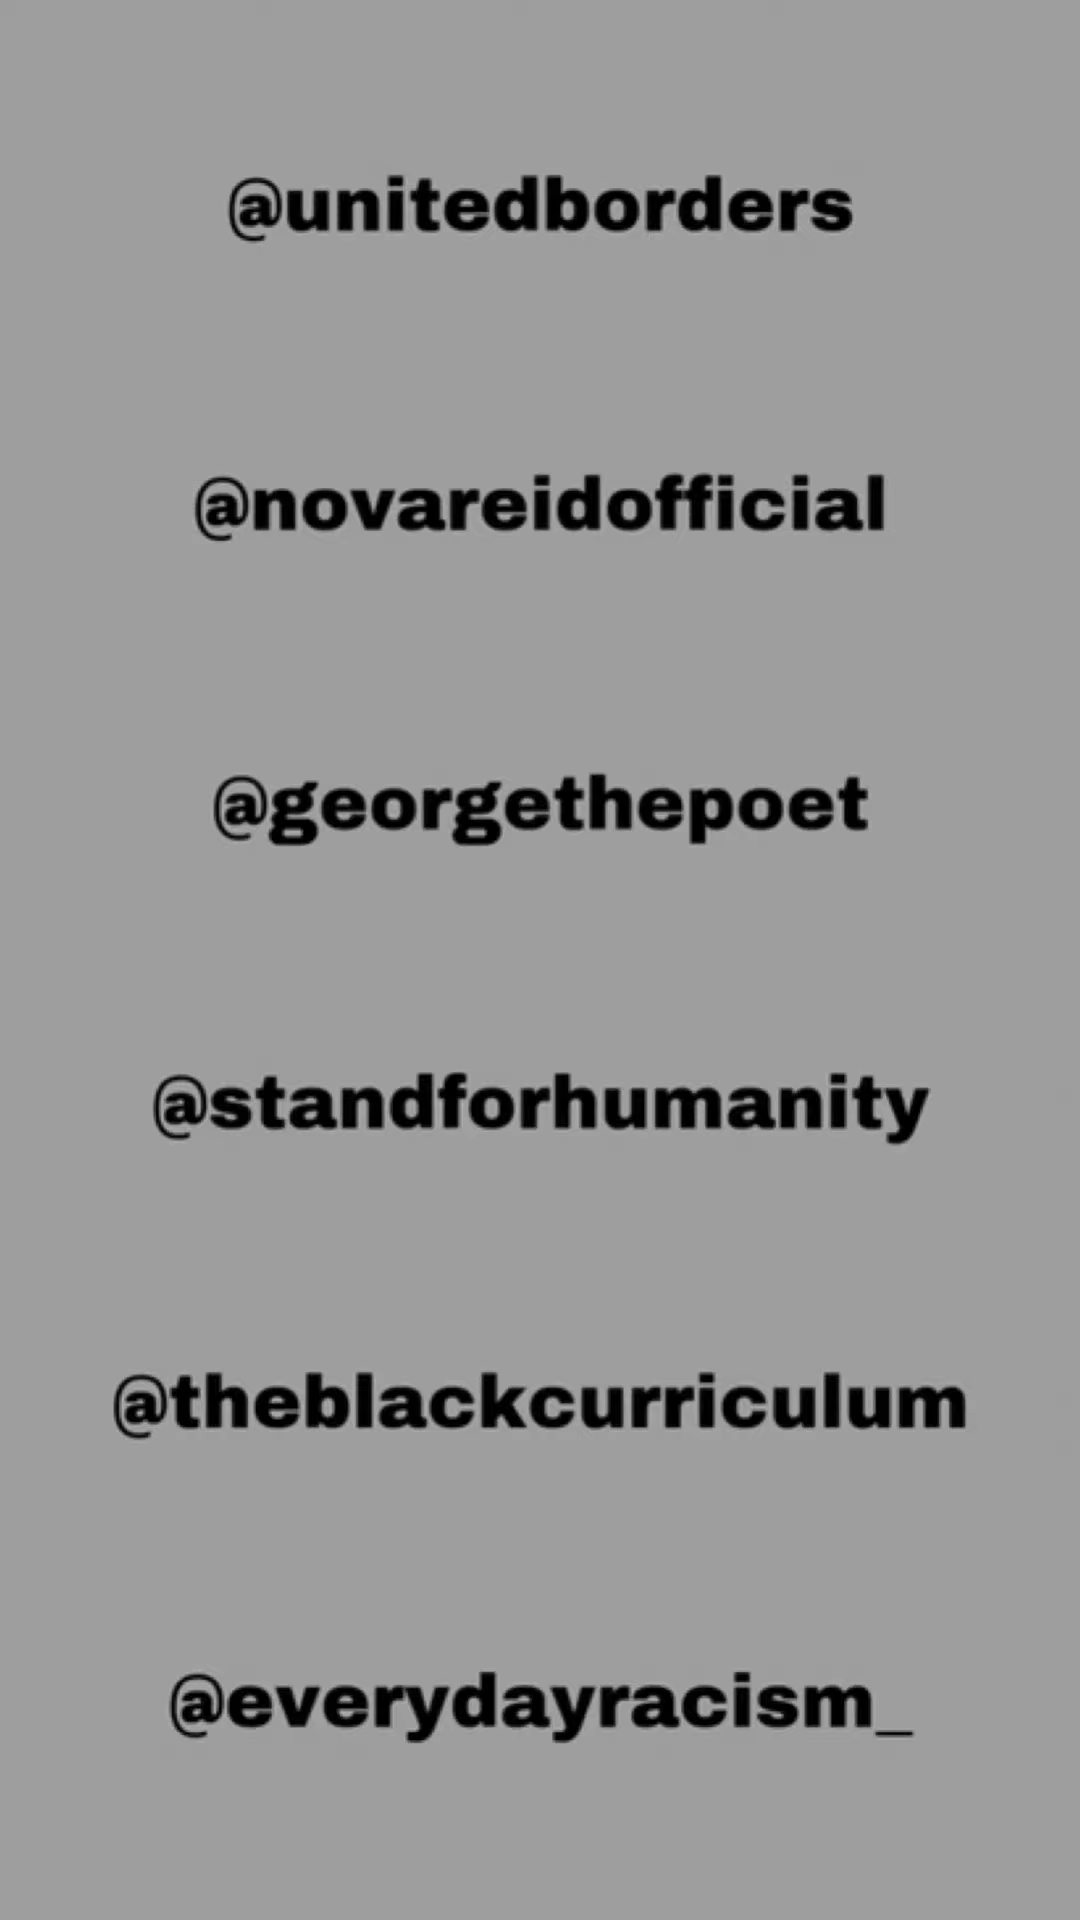 @unitedborders
@novareidofficial
@georgethepoet
@standforhumanity
@theblackcurriculum
@everydayracism_